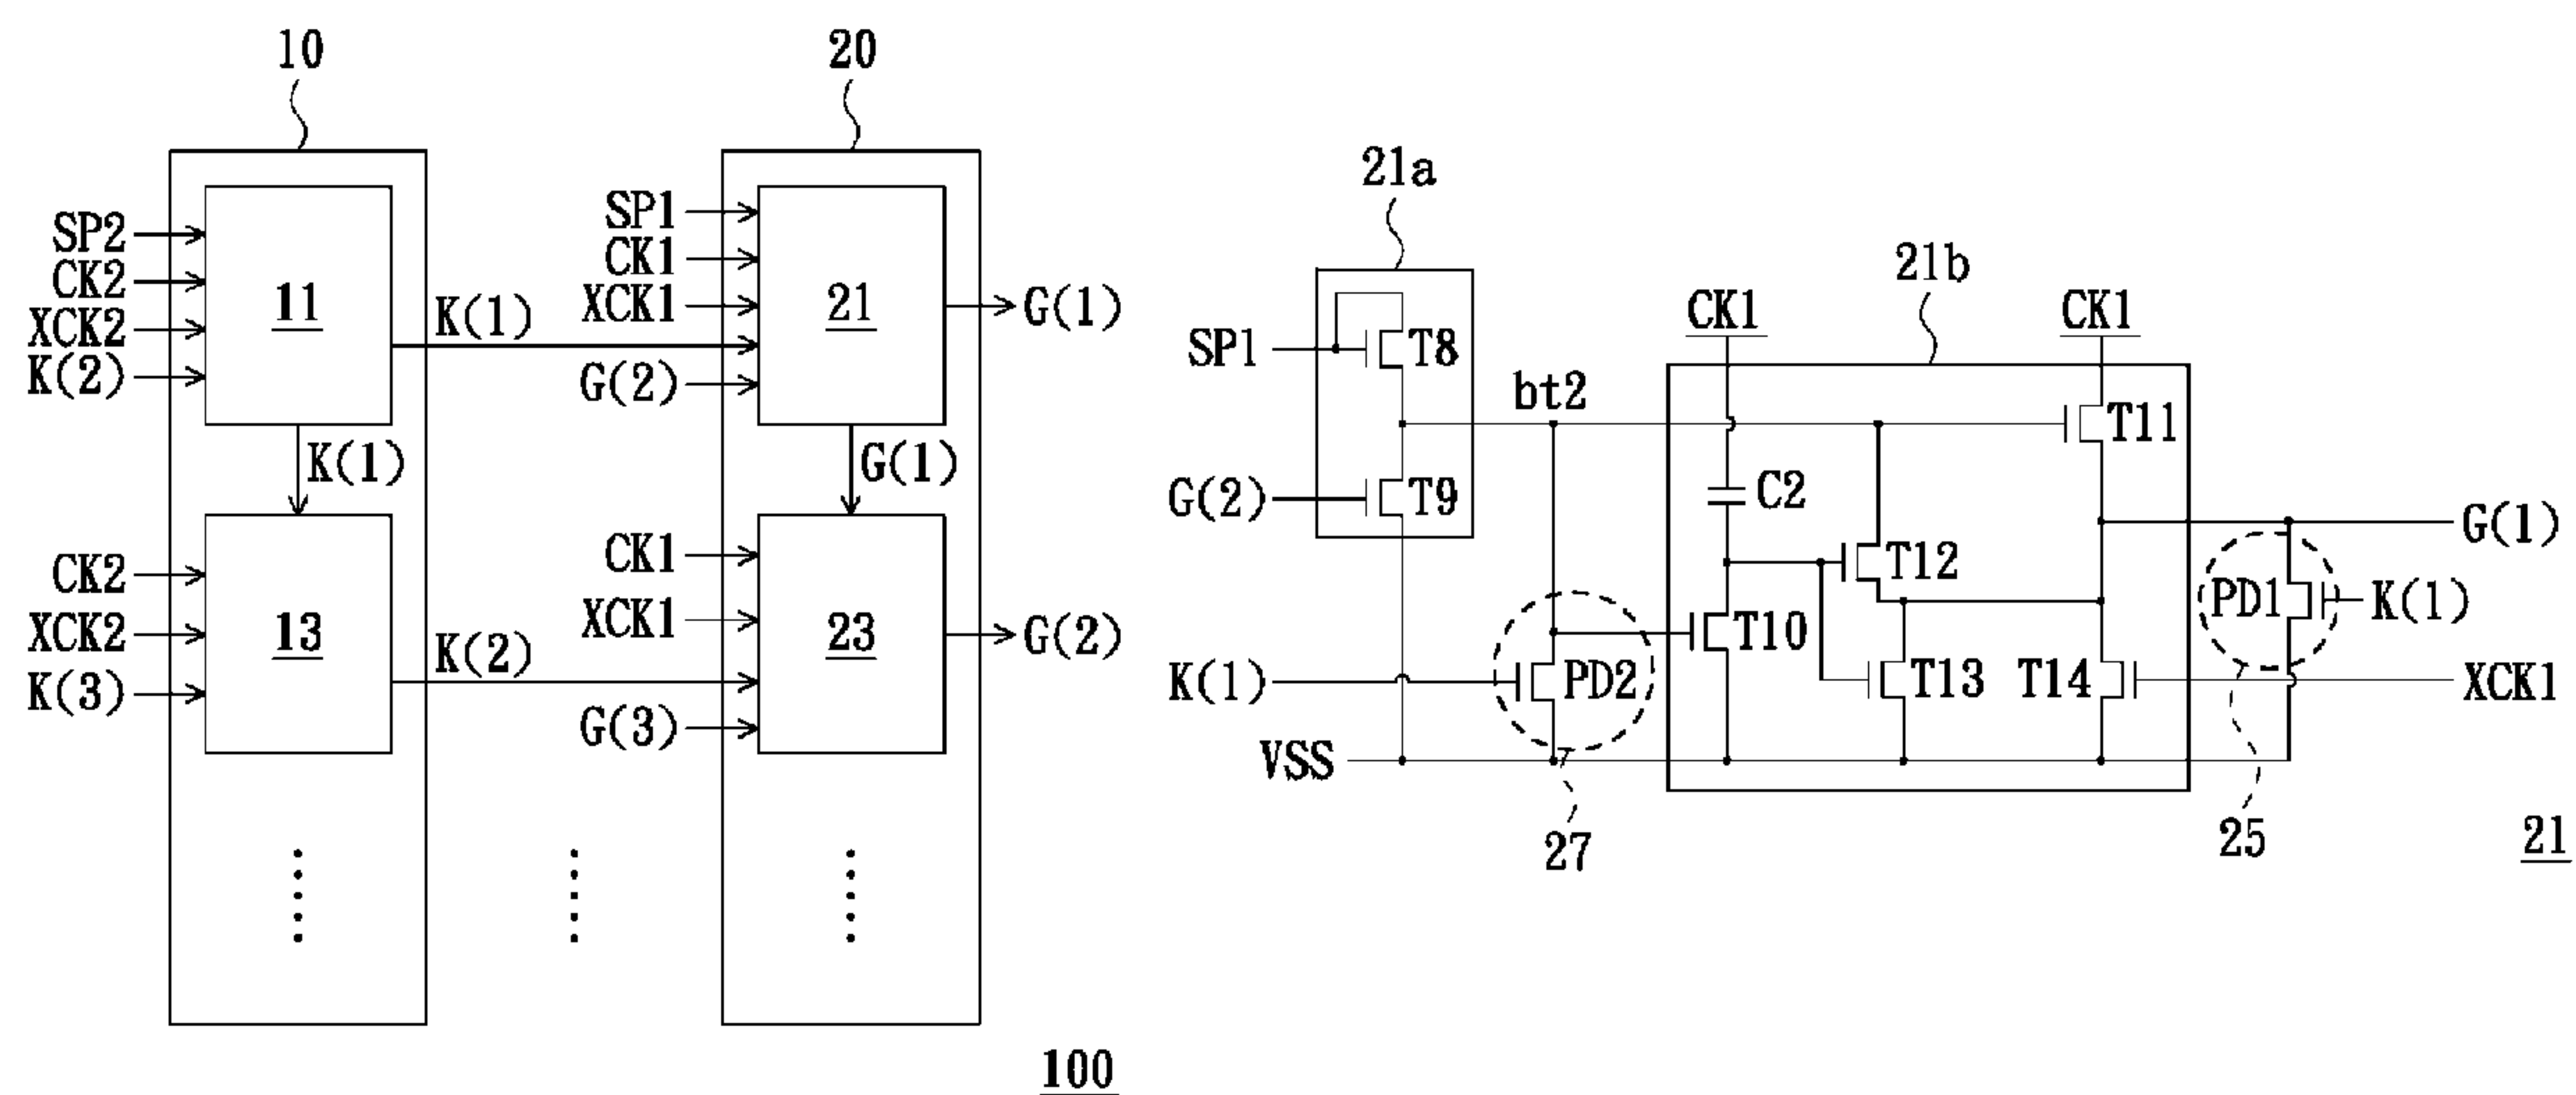 10
20
SP2
CK2
XCK2
K(2)
11
K(1)
K(1)
SP1
CK1
XCK1
G(2)
21
G(1)
G(1)
CK2
XCK2
K(3)
13
K(2)
CK1
XCK1
G(3)
23
G(2)
100
21a
SP1
T8
G(2)
T9
bt2
21b
CK1
CK1
T11
C2
T12
G(1)
T10
PD1
K(1)
K(1)
PD2
T13
T14
XCK1
VSS
27
25
21